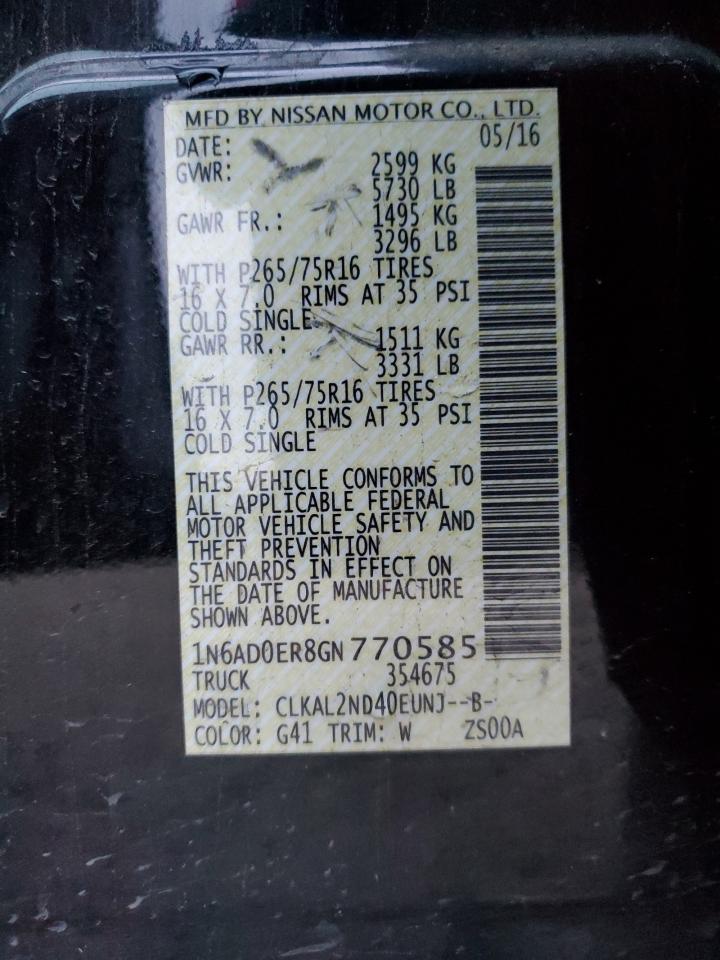 MFD BY NISSAN MOTOR CO., LTD.
DATE: 05/16
GVWR: 2599 KG
5730 LB
GAWR FR.: 1495 KG
3296 LB
WITH P265/75R16 TIRES
16 X 7.0 RIMS AT 35 PSI
COLD SINGLE
GAWR RR.: 1511 KG
3331 LB
WITH P265/75R16 TIRES
16 X 7.0 RIMS AT 35 PSI
COLD SINGLE
THIS VEHICLE CONFORMS TO
ALL APPLICABLE FEDERAL
MOTOR VEHICLE SAFETY AND
THEFT PREVENTION
STANDARDS IN EFFECT ON
THE DATE OF MANUFACTURE
SHOWN ABOVE.
1N6AD0ER8GN770585
TRUCK 354675
MODEL: CLKAL2ND40EUNJ--B-
COLOR: G41 TRIM: W ZS00A